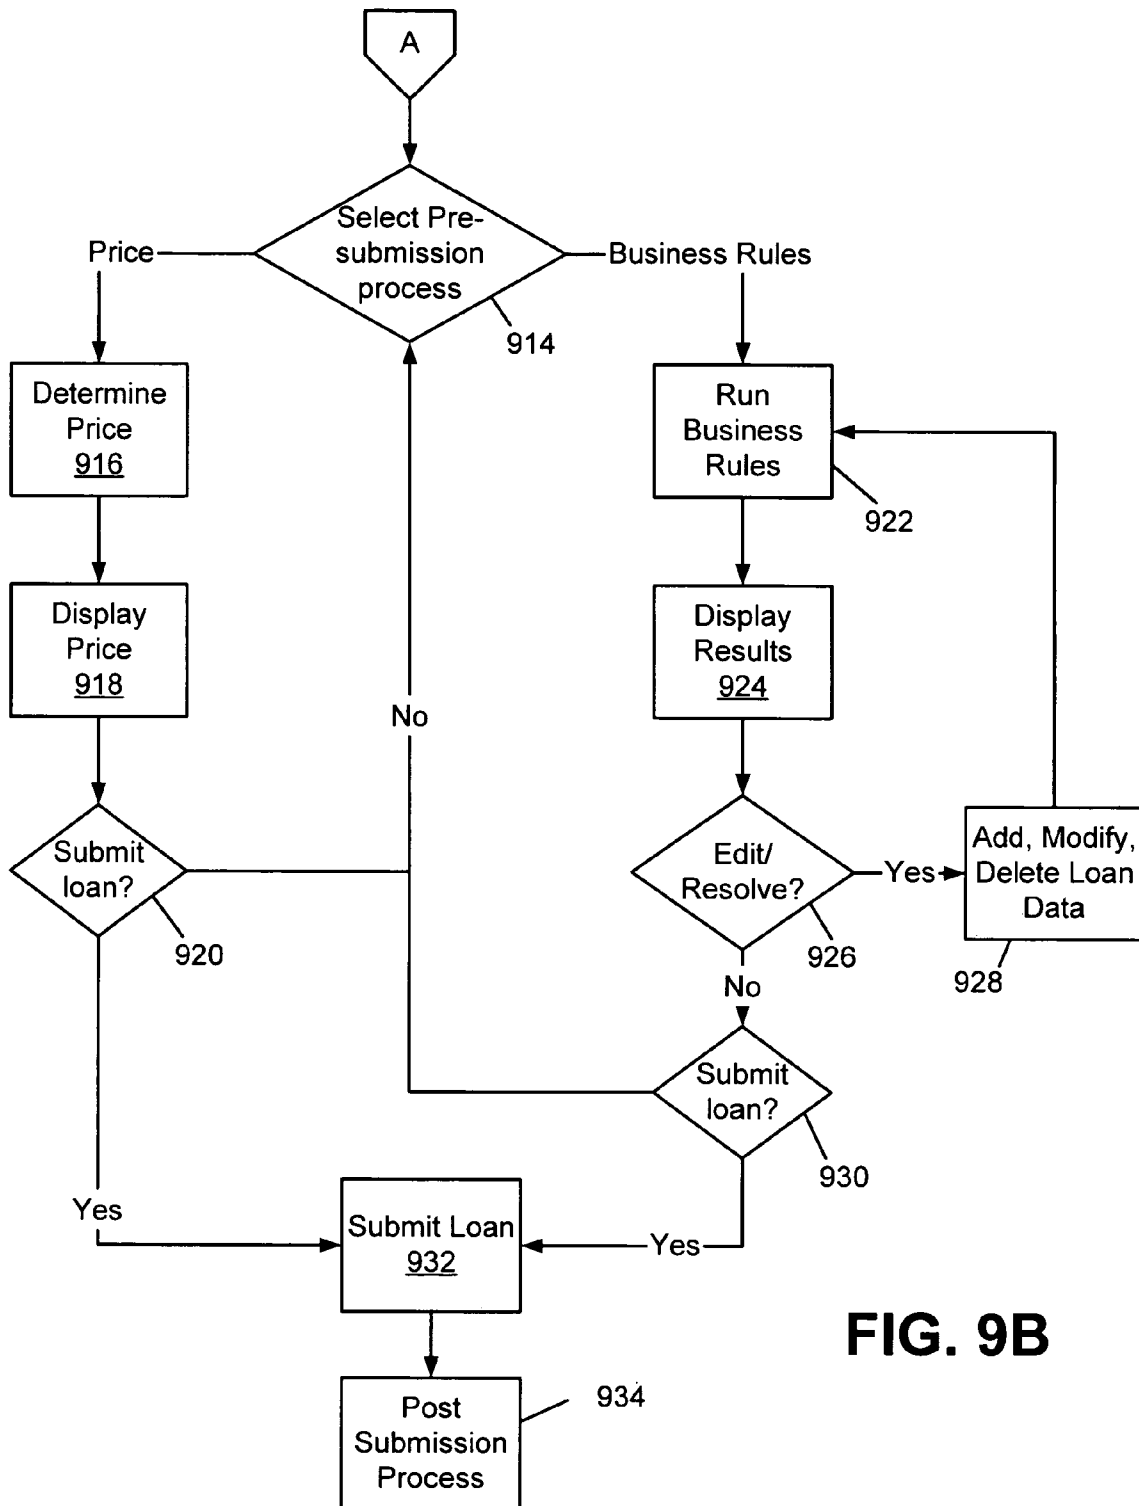 A
Select Pre-
submission
process
914
Price
Business Rules
Determine
Price
916
Run
Business
Rules
922
Display
Price
918
Display
Results
924
No
Submit
loan?
920
Edit/
Resolve?
926
Yes
Add, Modify,
Delete Loan
Data
928
No
Submit
loan?
930
Yes
Submit Loan
932
Yes
FIG. 9B
Post
Submission
Process
934